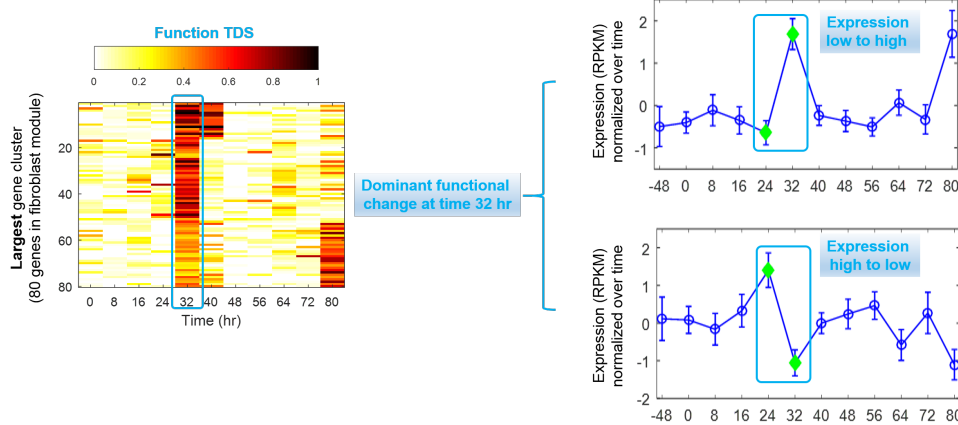 Function TDS
0 0.2 0.4 0.6 0.8 1
Largest gene cluster
(80 genes in fibroblast module)
20
40
60
80
0 8 16 24 32 40 48 56 64 72 80
Time (hr)
Dominant functional
change at time 32 hr
Expression (RPKM)
normalized over time
1
0
-1
Expression
low to high
-48 0 8 16 24 32 40 48 56 64 72 80
Expression (RPKM)
normalized over time
2
1
0
-1
-2
Expression
high to low
-48 0 8 16 24 32 40 48 56 64 72 80